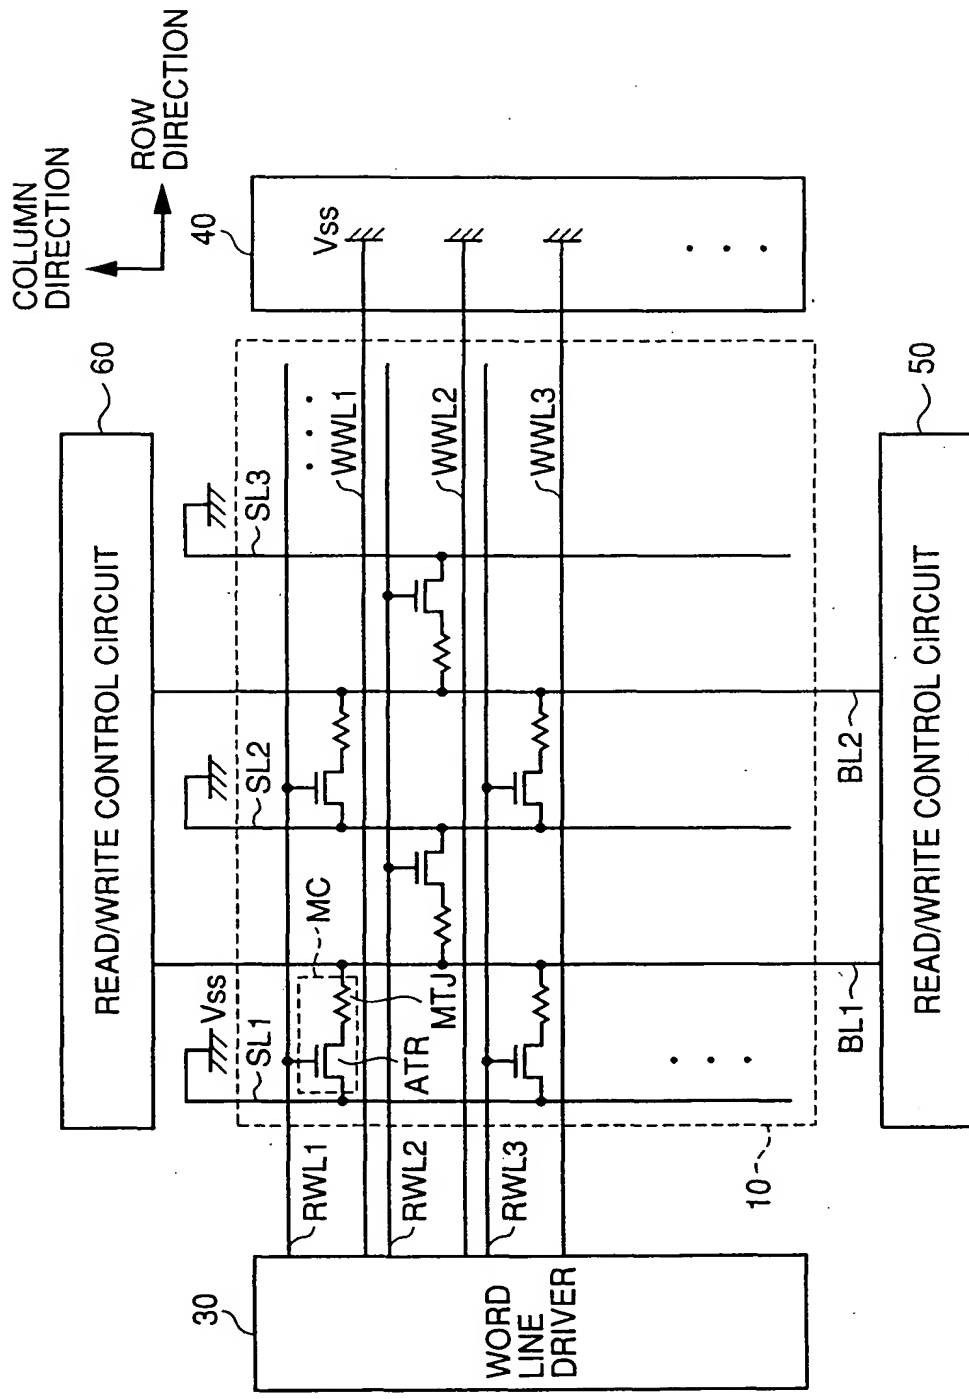 COLUMN
DIRECTION
ROW
DIRECTION
60
READ/WRITE CONTROL CIRCUIT
40
Vss
Vss
SL1
SL2
SL3
30
WORD
LINE
DRIVER
RWL1
RWL2
RWL3
MC
ATR
MTJ
WWL1
WWL2
WWL3
10
BL1
BL2
50
READ/WRITE CONTROL CIRCUIT